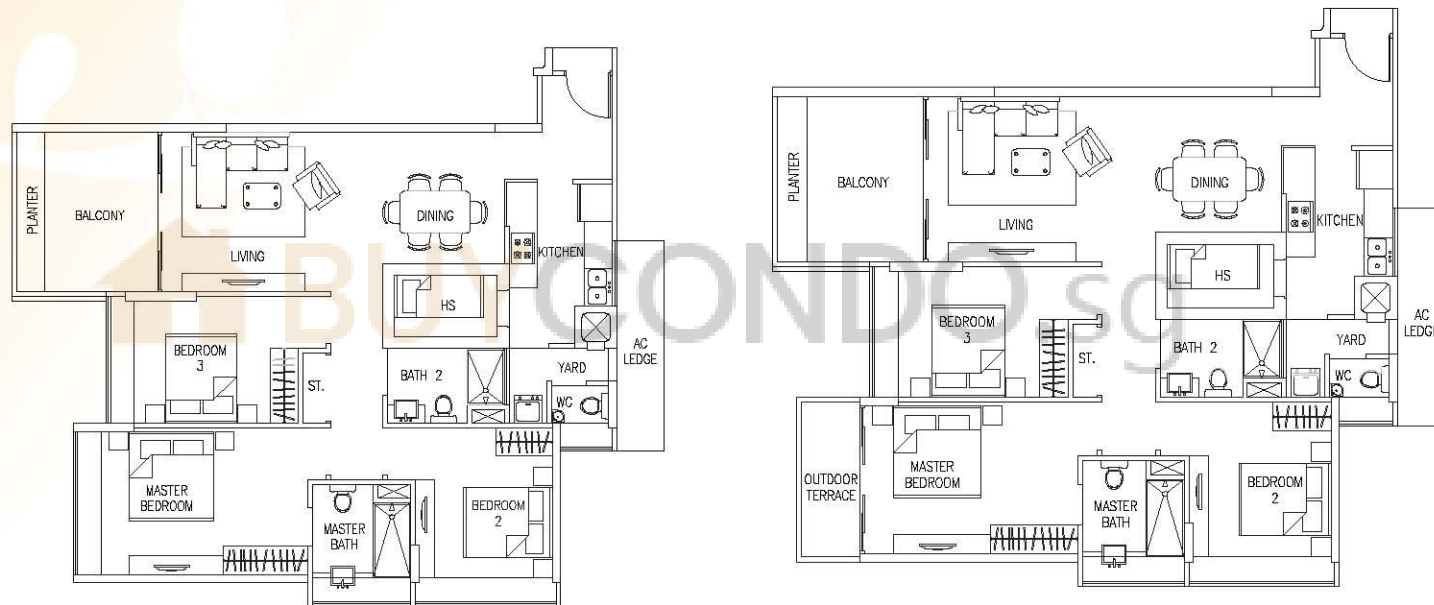 PLANTER
BALCONY
LIVING
DINING
KITCHEN
HS
BEDROOM
3
ST.
BATH 2
YARD
WC
AC
LEDGE
MASTER
BEDROOM
MASTER
BATH
BEDROOM
2
PLANTER
BALCONY
LIVING
DINING
KITCHEN
HS
BEDROOM
3
ST.
BATH 2
YARD
WC
AC
LEDGE
OUTDOOR
TERRACE
MASTER
BEDROOM
MASTER
BATH
BEDROOM
2
BUYCONDO.sg